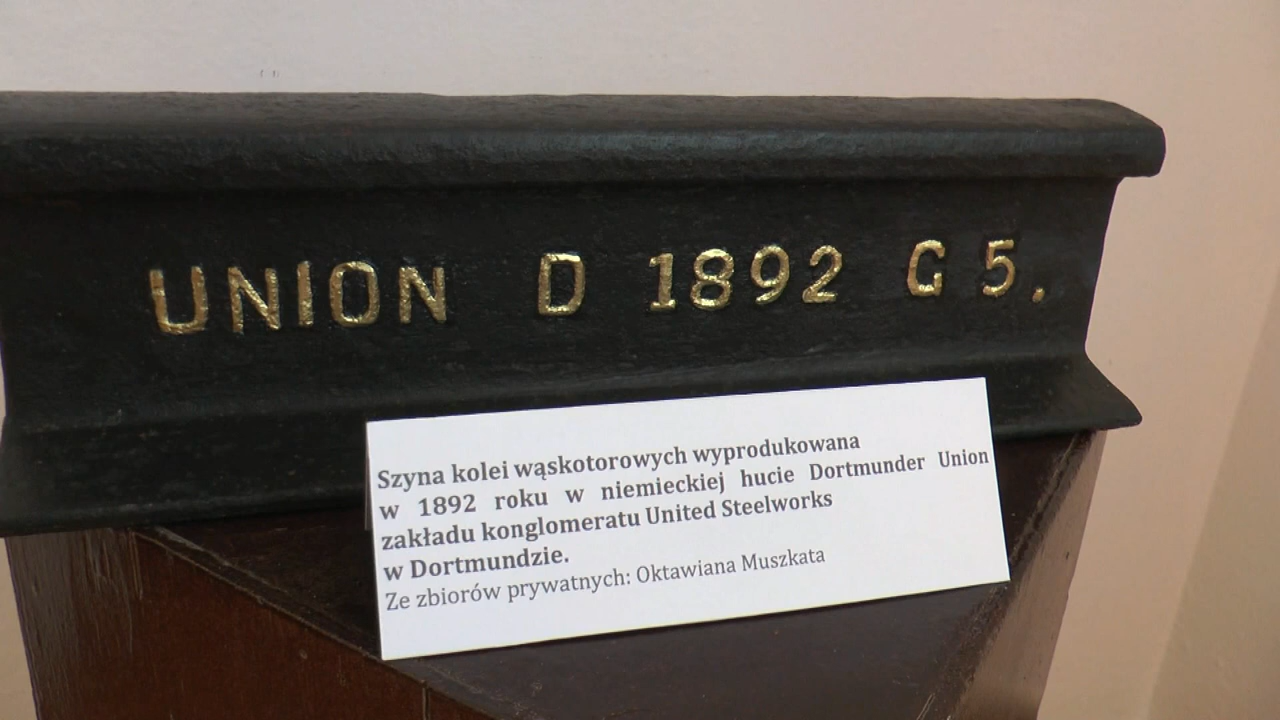 UNION D 1892 G 5.
Szyna kolei wąskotorowych wyprodukowana
w 1892 roku w niemieckiej hucie Dortmunder Union
zakładu konglomeratu United Steelworks
w Dortmundzie.
Ze zbiorów prywatnych: Oktawiana Muszkata